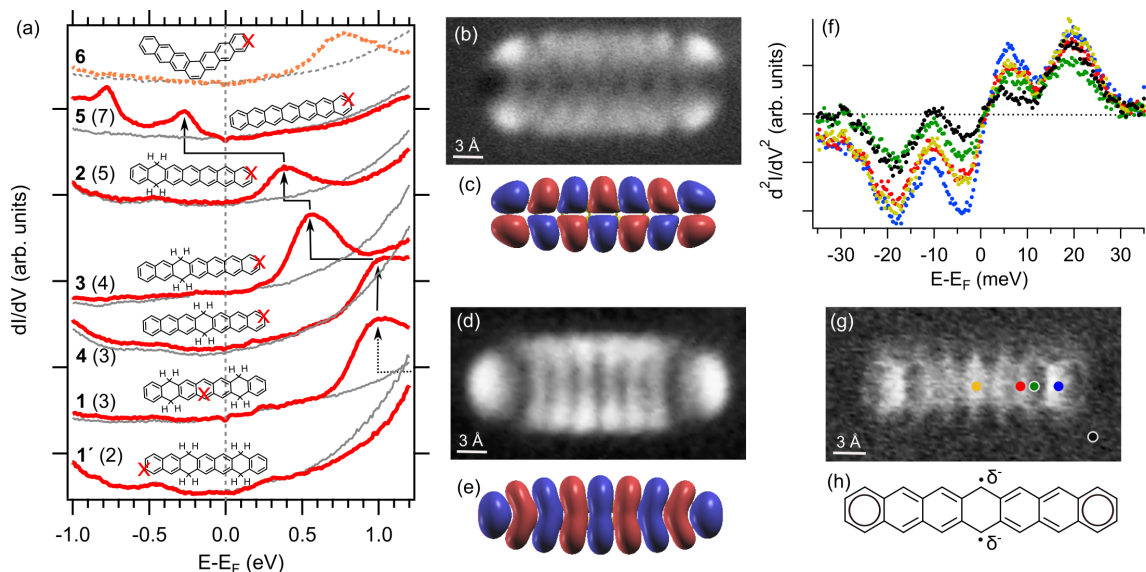 (a)
6
5 (7)
2 (5)
3 (4)
4 (3)
1 (3)
1´ (2)
X
X
H H
H H
X
H H
H H
X
H H
H H
X
H H
H H
H H
H H
X
H H
H H
H H
H H
X
dI/dV (arb. units)
-1.0
-0.5
0.0
0.5
1.0
E-EF (eV)
(b)
3 Å
(c)
(d)
3 Å
(e)
(f)
d²I/dV² (arb. units)
-30
-20
-10
0
10
20
30
E-EF (meV)
(g)
3 Å
(h)
• δ-
• δ-